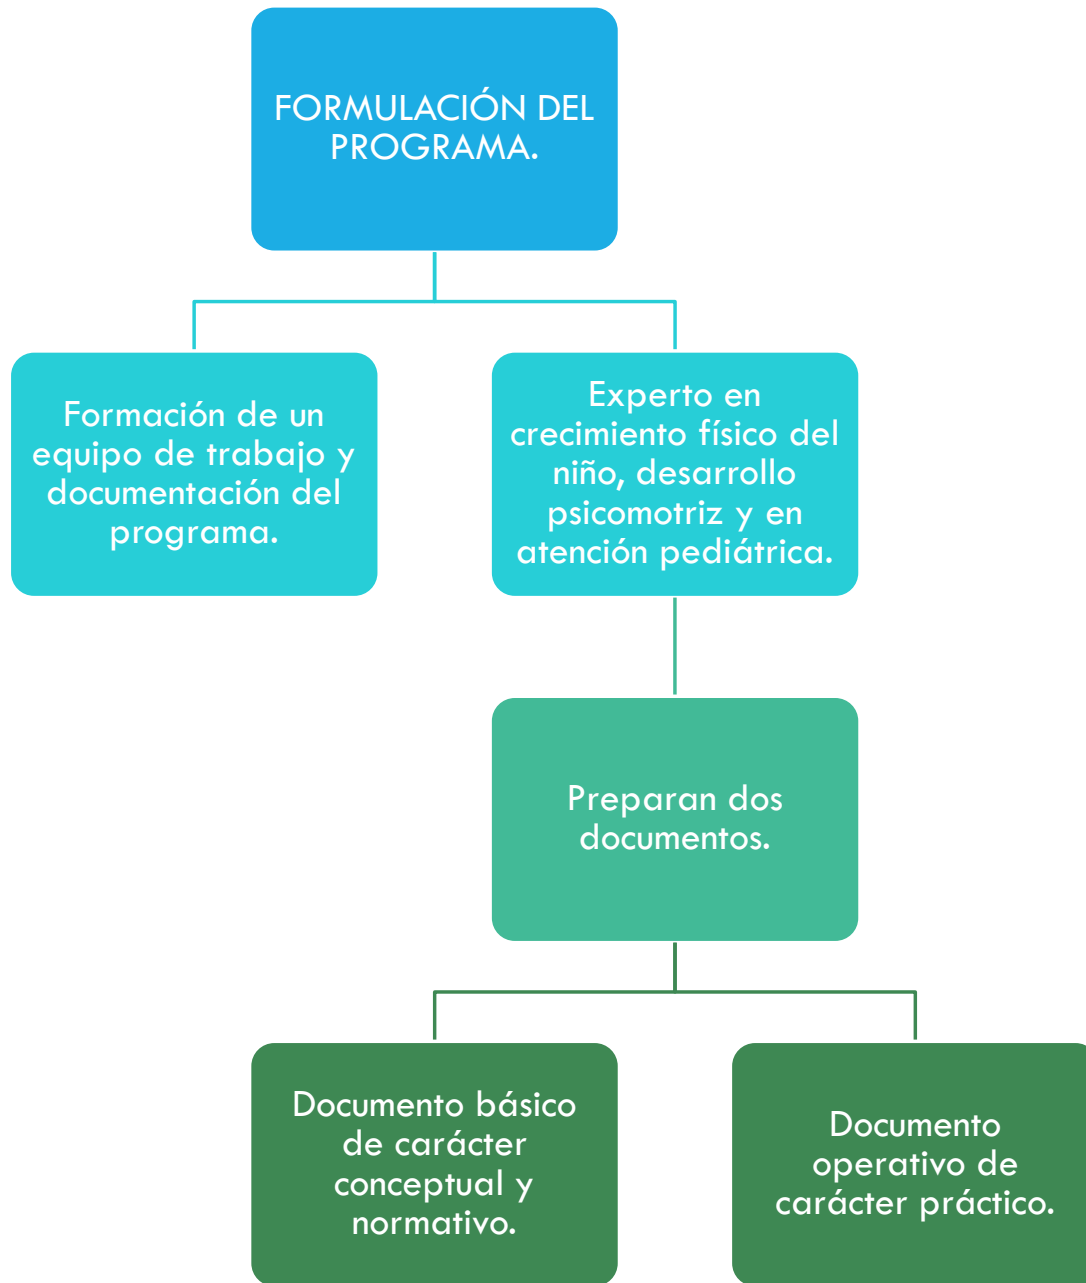 FORMULACIÓN DEL
PROGRAMA.
Formación de un
equipo de trabajo y
documentación del
programa.
Experto en
crecimiento físico del
niño, desarrollo
psicomotriz y en
atención pediátrica.
Preparan dos
documentos.
Documento básico
de carácter
conceptual y
normativo.
Documento
operativo de
carácter práctico.